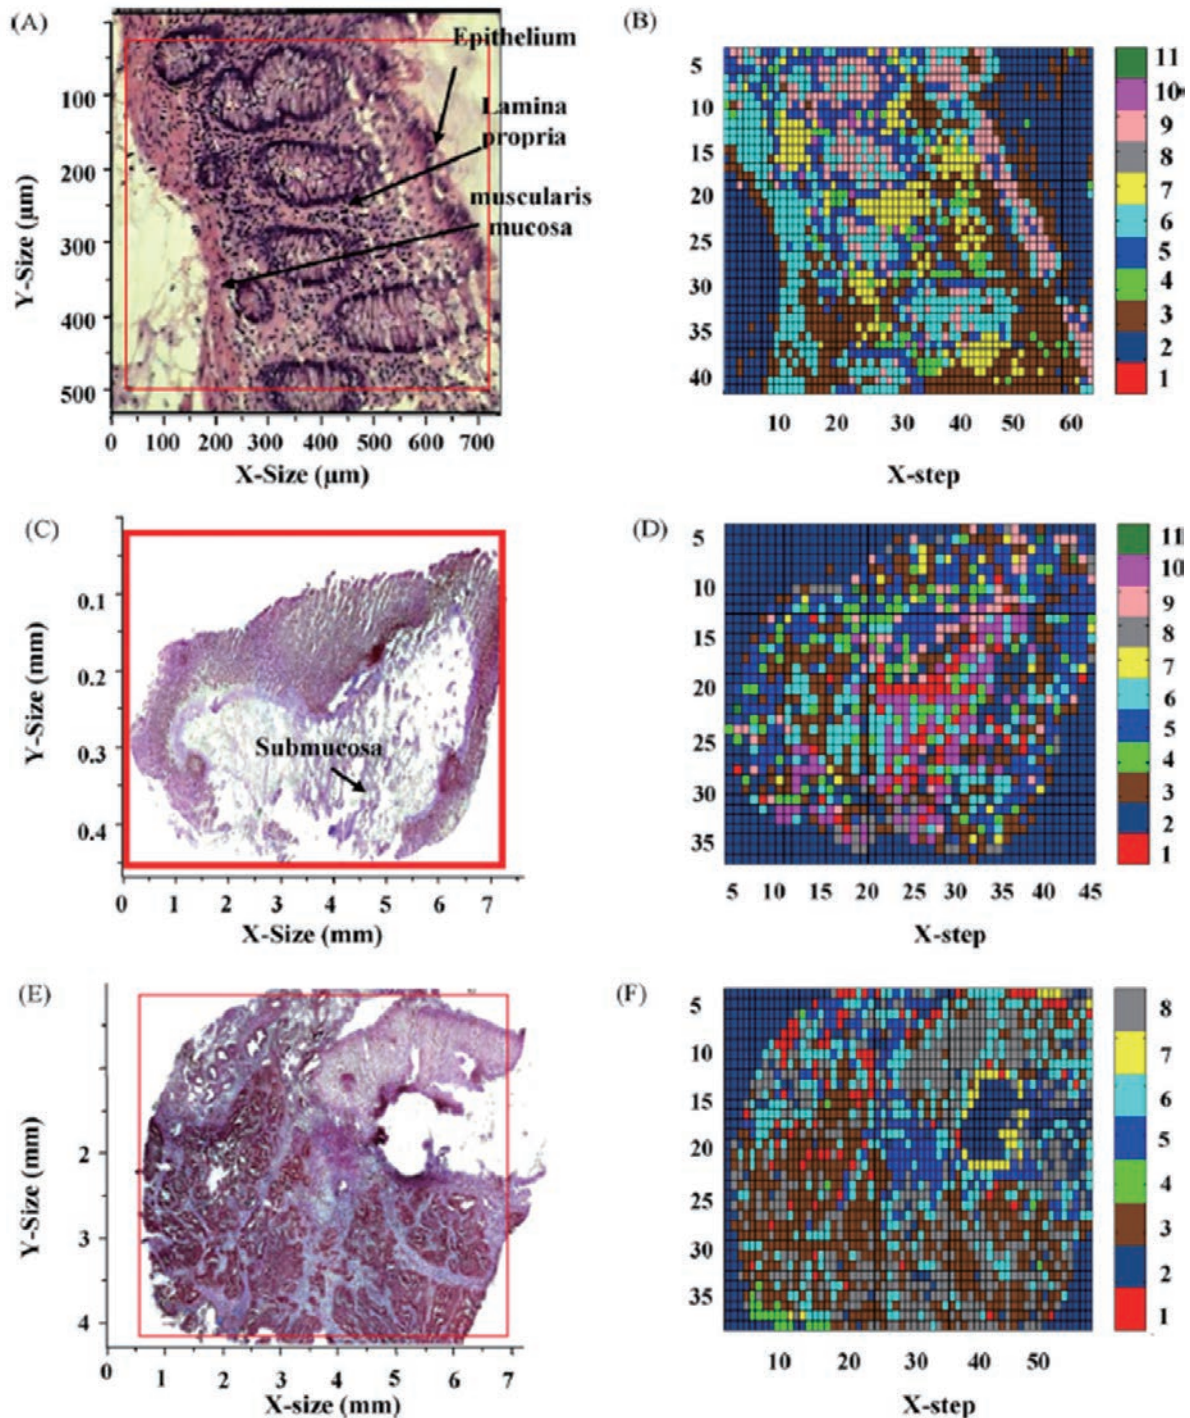 (A)
Epithelium
Lamina
propria
muscularis
mucosa
Y-Size (µm)
100
200
300
400
500
0 100 200 300 400 500 600 700
X-Size (µm)
(B)
5
10
15
20
25
30
35
40
10 20 30 40 50 60
X-step
11
10
9
8
7
6
5
4
3
2
1
(C)
Submucosa
Y-Size (mm)
0.1
0.2
0.3
0.4
0 1 2 3 4 5 6 7
X-Size (mm)
(D)
5
10
15
20
25
30
35
5 10 15 20 25 30 35 40 45
X-step
11
10
9
8
7
6
5
4
3
2
1
(E)
Y-Size (mm)
1
2
3
4
0 1 2 3 4 5 6 7
X-size (mm)
(F)
5
10
15
20
25
30
35
10 20 30 40 50
X-step
8
7
6
5
4
3
2
1